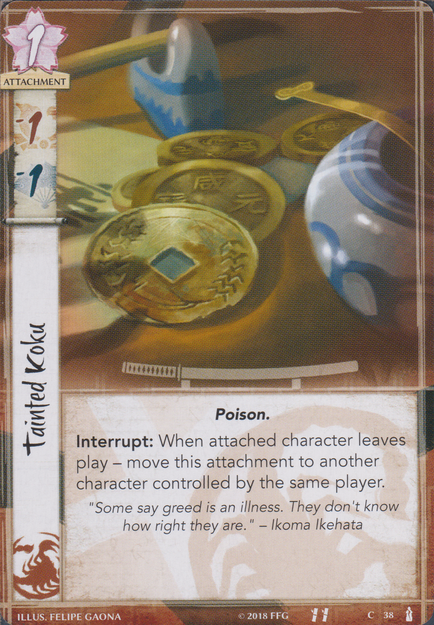 1
ATTACHMENT
-1
-1
Tainted Koku
Poison.
Interrupt: When attached character leaves
play – move this attachment to another
character controlled by the same player.
"Some say greed is an illness. They don't know
how right they are." – Ikoma Ikehata
ILLUS. FELIPE GAONA
© 2018 FFG
C 38